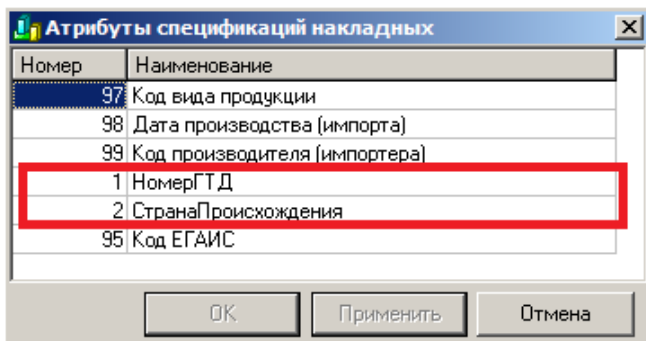 Атрибуты спецификаций накладных
Номер Наименование
97 Код вида продукции
98 Дата производства (импорта)
99 Код производителя (импортера)
1 НомерГТД
2 СтранаПроисхождения
95 Код ЕГАИС
ОК Применить Отмена